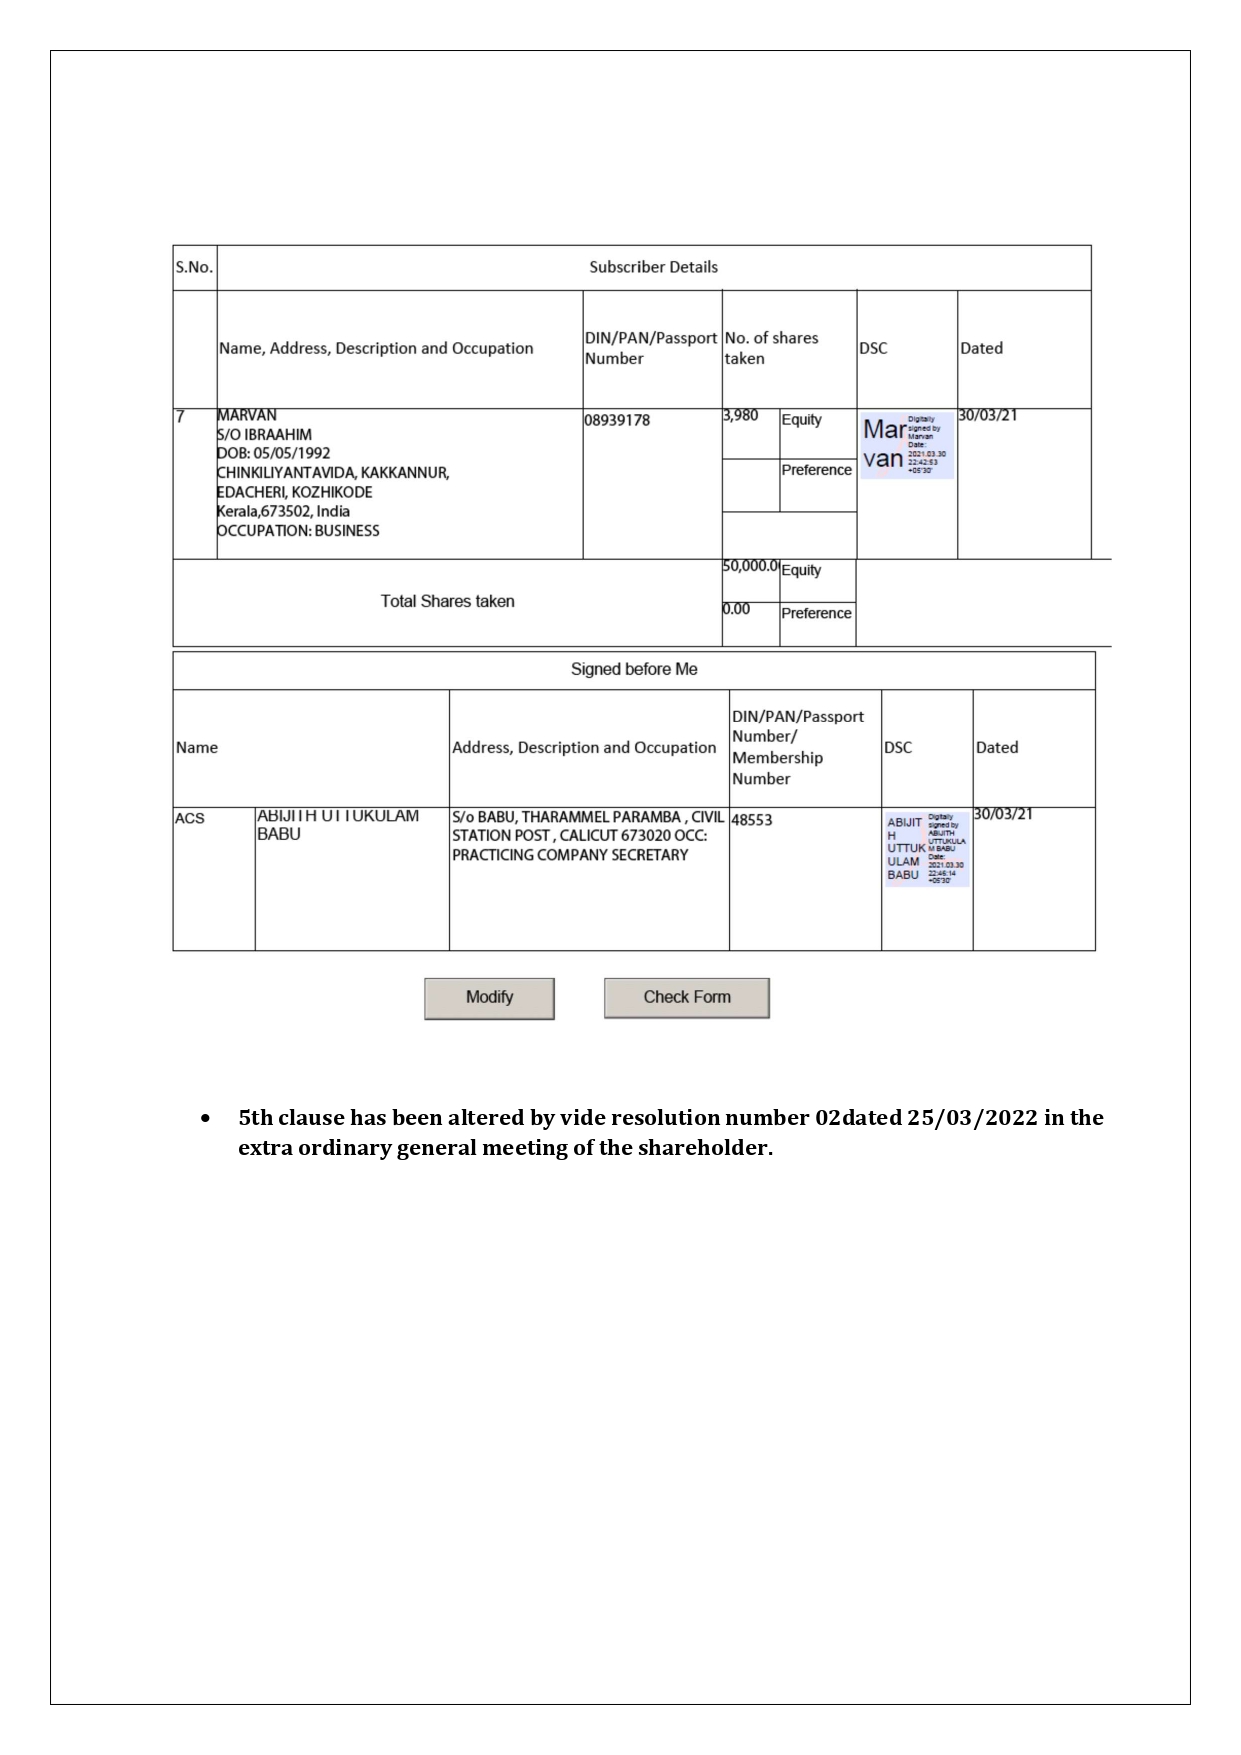 S.No.
Subscriber Details
Name, Address, Description and Occupation
DIN/PAN/Passport
Number
No. of shares
taken
DSC
Dated
7
MARVAN
S/O IBRAAHIM
DOB: 05/05/1992
CHINKILIYANTAVIDA, KAKKANNUR,
EDACHERI, KOZHIKODE
Kerala,673502, India
OCCUPATION: BUSINESS
08939178
3,980
Equity
Preference
Mar
van
Digitally
signed by
Marvan
Date:
2021.03.30
22:42:53
+05'30'
30/03/21
Total Shares taken
50,000.0
Equity
0.00
Preference
Signed before Me
Name
Address, Description and Occupation
DIN/PAN/Passport
Number/
Membership
Number
DSC
Dated
ACS
ABIJITH UTTUKULAM
BABU
S/o BABU, THARAMMEL PARAMBA , CIVIL
STATION POST , CALICUT 673020 OCC:
PRACTICING COMPANY SECRETARY
48553
ABIJIT
H
UTTUK
ULAM
BABU
Digitally
signed by
ABIJITH
UTTUKULA
M BABU
Date:
2021.03.30
22:46:14
+05'30'
30/03/21
Modify
Check Form
• 5th clause has been altered by vide resolution number 02dated 25/03/2022 in the
extra ordinary general meeting of the shareholder.